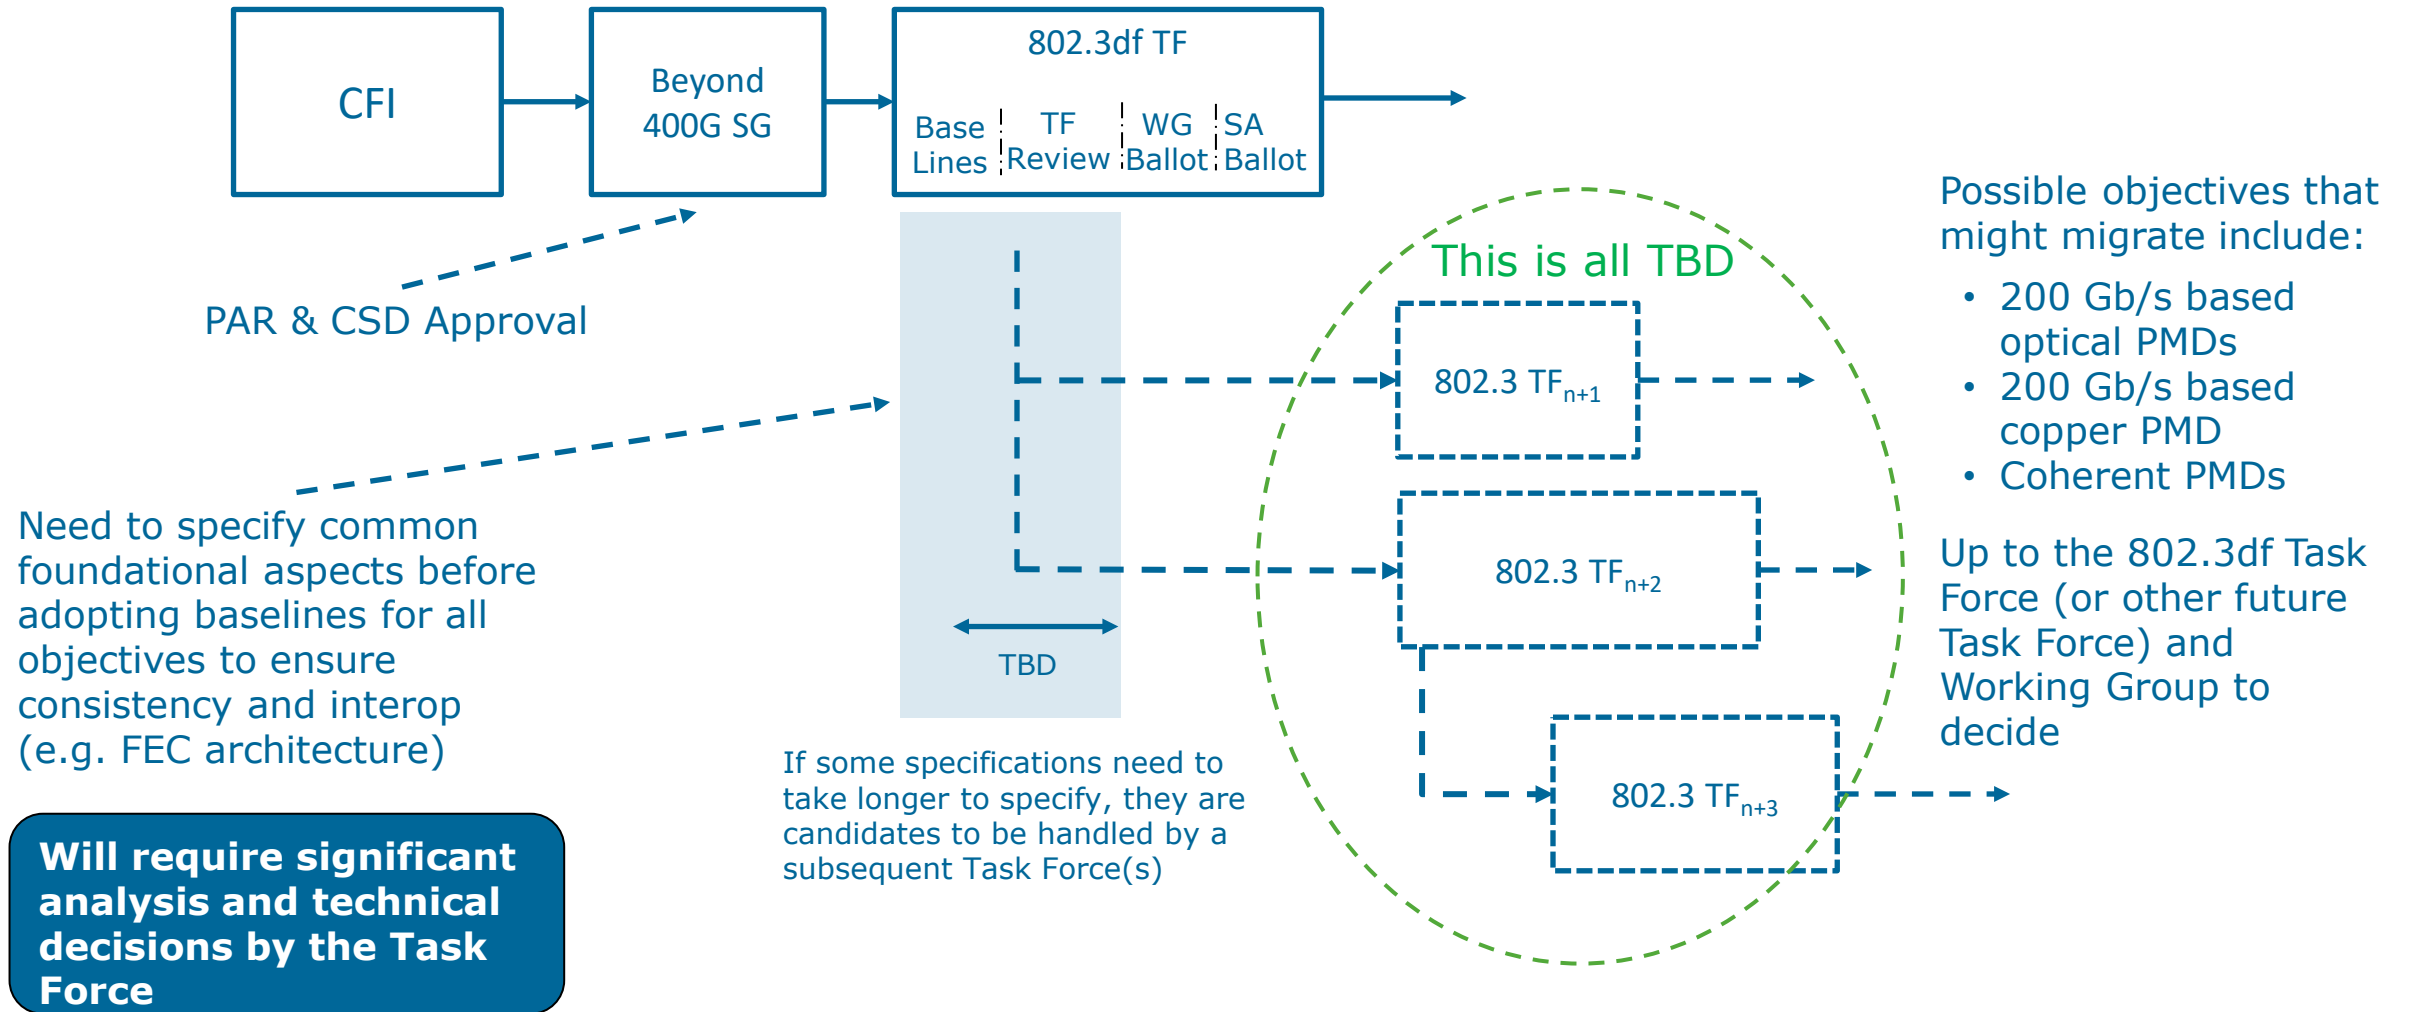 CFI
Beyond
400G SG
802.3df TF
Base
Lines
TF
Review
WG
Ballot
SA
Ballot
PAR & CSD Approval
Need to specify common
foundational aspects before
adopting baselines for all
objectives to ensure
consistency and interop
(e.g. FEC architecture)
Will require significant
analysis and technical
decisions by the Task
Force
TBD
If some specifications need to
take longer to specify, they are
candidates to be handled by a
subsequent Task Force(s)
This is all TBD
802.3 TFn+1
802.3 TFn+2
802.3 TFn+3
Possible objectives that
might migrate include:
• 200 Gb/s based
optical PMDs
• 200 Gb/s based
copper PMD
• Coherent PMDs
Up to the 802.3df Task
Force (or other future
Task Force) and
Working Group to
decide